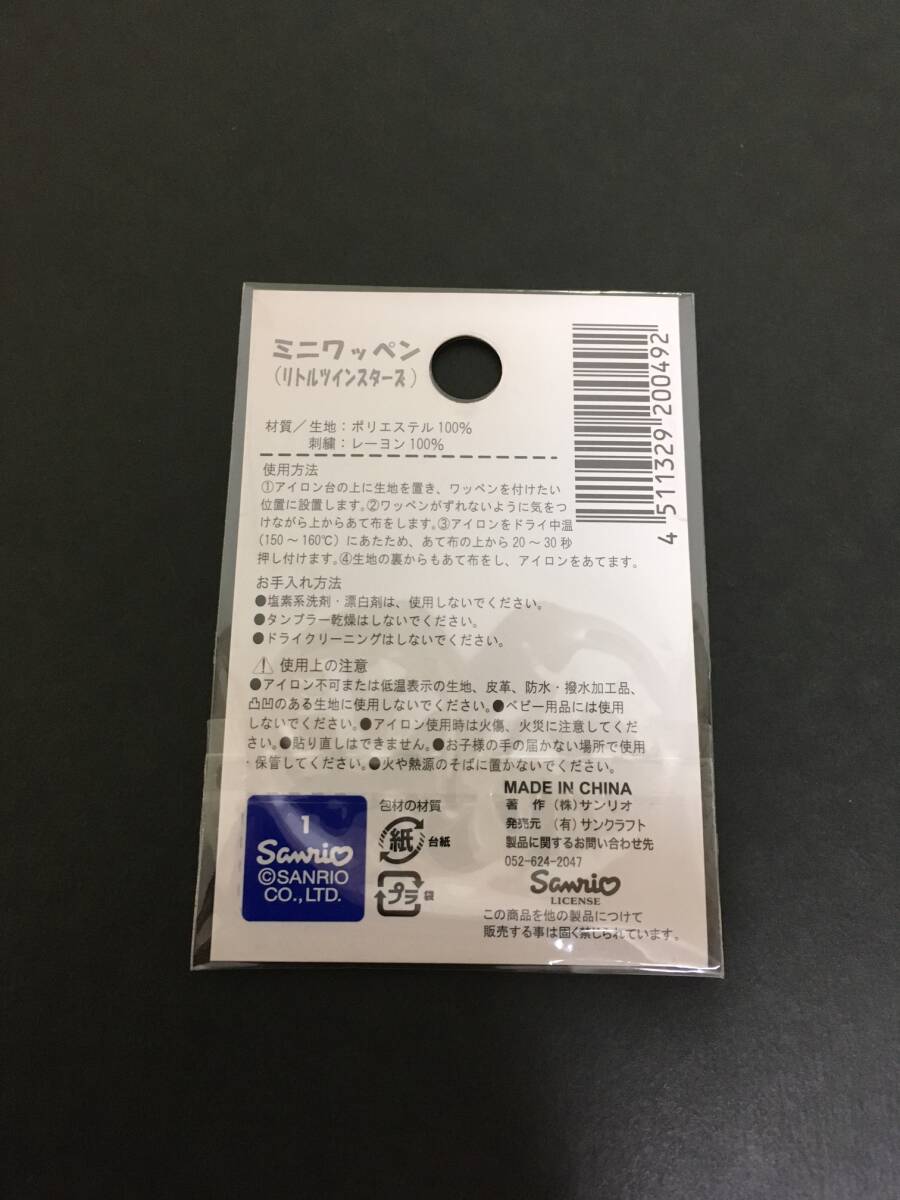 ミニワッペン
(リトルツインスターズ)
4 511329 200492
材質／生地：ポリエステル100％
刺繍：レーヨン100％
使用方法
①アイロン台の上に生地を置き、ワッペンを付けたい
位置に設置します。②ワッペンがずれないように気をつ
けながら上からあて布をします。③アイロンをドライ中温
(150～160℃)にあたため、あて布の上から20～30秒
押し付けます。④生地の裏からもあて布をし、アイロンをあてます。
お手入れ方法
●塩素系洗剤・漂白剤は、使用しないでください。
●タンブラー乾燥はしないでください。
●ドライクリーニングはしないでください。
使用上の注意
●アイロン不可または低温表示の生地、皮革、防水・撥水加工品、
凸凹のある生地に使用しないでください。●ベビー用品には使用
しないでください。●アイロン使用時は火傷、火災に注意してくだ
さい。●貼り直しはできません。●お子様の手の届かない場所で使用
・保管してください。●火や熱源のそばに置かないでください。
1
Sanrio
©SANRIO
CO.,LTD.
包材の材質
紙 台紙
プラ 袋
MADE IN CHINA
著 作 (株)サンリオ
発売元 (有)サンクラフト
製品に関するお問い合わせ先
052-624-2047
Sanrio
LICENSE
この商品を他の製品につけて
販売する事は固く禁じられています。